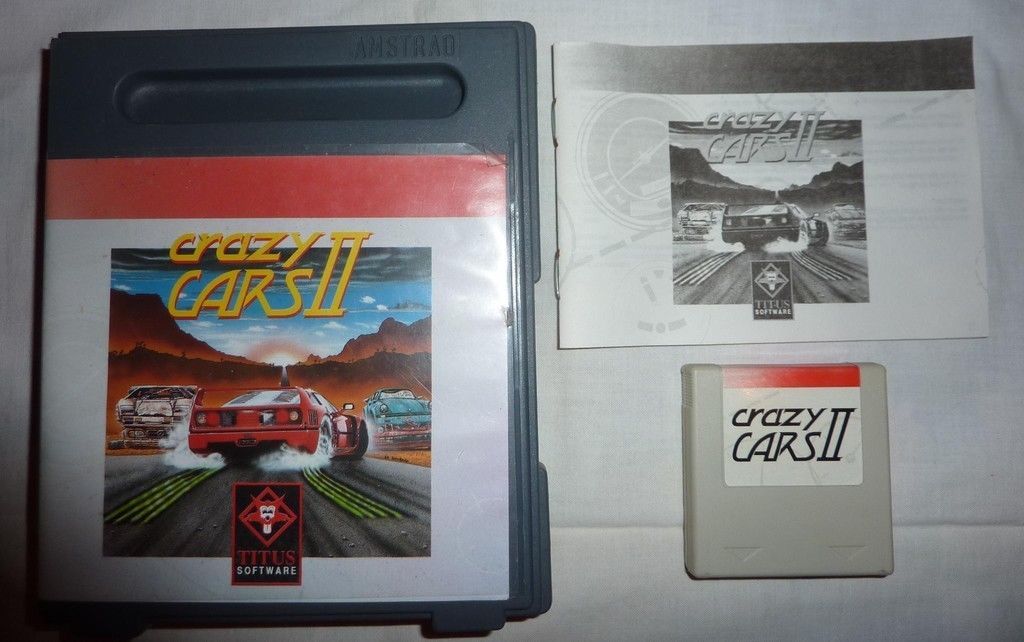 AMSTRAD
crazy
CARS II
TITUS
SOFTWARE
crazy
CARS II
TITUS
SOFTWARE
crazy
CARS II